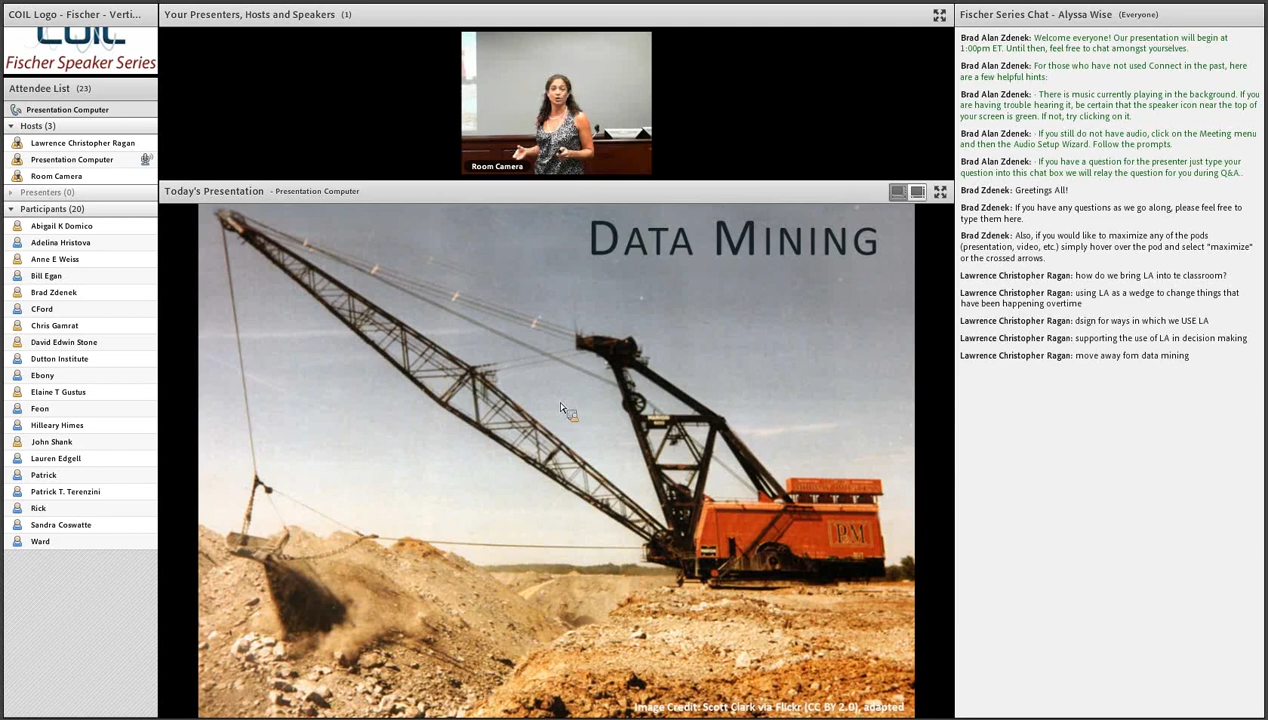 COIL Logo - Fischer - Verti...
COIL
Fischer Speaker Series
Attendee List (23)
Presentation Computer
Hosts (3)
Lawrence Christopher Ragan
Presentation Computer
Room Camera
Presenters (0)
Participants (20)
Abigail K Domico
Adelina Hristova
Anne E Weiss
Bill Egan
Brad Zdenek
CFord
Chris Gamrat
David Edwin Stone
Dutton Institute
Ebony
Elaine T Gustus
Feon
Hilleary Himes
John Shank
Lauren Edgell
Patrick
Patrick T. Terenzini
Rick
Sandra Coswatte
Ward
Your Presenters, Hosts and Speakers (1)
Room Camera
Today's Presentation - Presentation Computer
DATA MINING
P&M
Image Credit: Scott Clark via Flickr [CC BY 2.0], adapted
Fischer Series Chat - Alyssa Wise (Everyone)
Brad Alan Zdenek: Welcome everyone! Our presentation will begin at
1:00pm ET. Until then, feel free to chat amongst yourselves.
Brad Alan Zdenek: For those who have not used Connect in the past, here
are a few helpful hints:
Brad Alan Zdenek: · There is music currently playing in the background. If you
are having trouble hearing it, be certain that the speaker icon near the top of
your screen is green. If not, try clicking on it.
Brad Alan Zdenek: · If you still do not have audio, click on the Meeting menu
and then the Audio Setup Wizard. Follow the prompts.
Brad Alan Zdenek: · If you have a question for the presenter just type your
question into this chat box we will relay the question for you during Q&A..
Brad Zdenek: Greetings All!
Brad Zdenek: If you have any questions as we go along, please feel free to
type them here.
Brad Zdenek: Also, if you would like to maximize any of the pods
(presentation, video, etc.) simply hover over the pod and select "maximize"
or the crossed arrows.
Lawrence Christopher Ragan: how do we bring LA into te classroom?
Lawrence Christopher Ragan: using LA as a wedge to change things that
have been happening overtime
Lawrence Christopher Ragan: dsign for ways in which we USE LA
Lawrence Christopher Ragan: supporting the use of LA in decision making
Lawrence Christopher Ragan: move away fom data mining